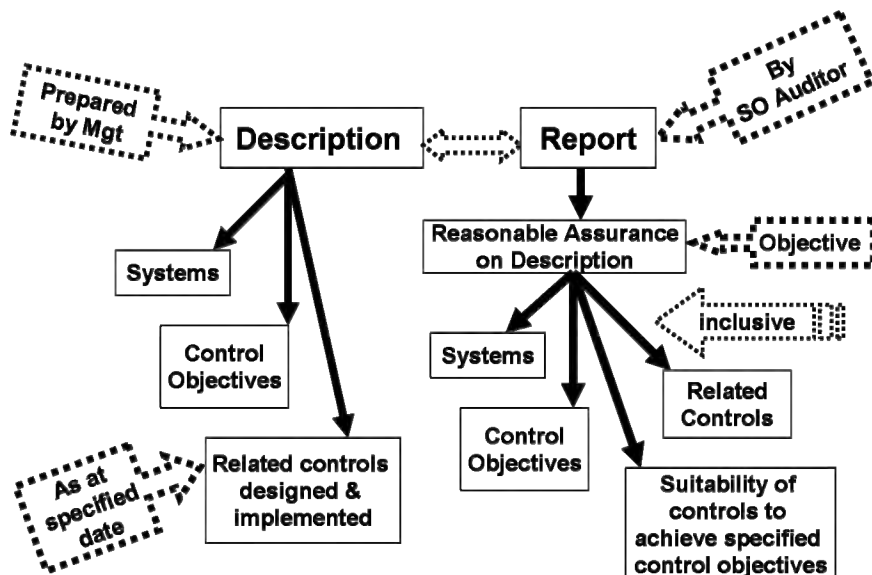 Prepared
by Mgt
Description
Report
By
SO Auditor
Systems
Control
Objectives
As at
specified
date
Related controls
designed &
implemented
Reasonable Assurance
on Description
Objective
inclusive
Systems
Control
Objectives
Related
Controls
Suitability of
controls to
achieve specified
control objectives